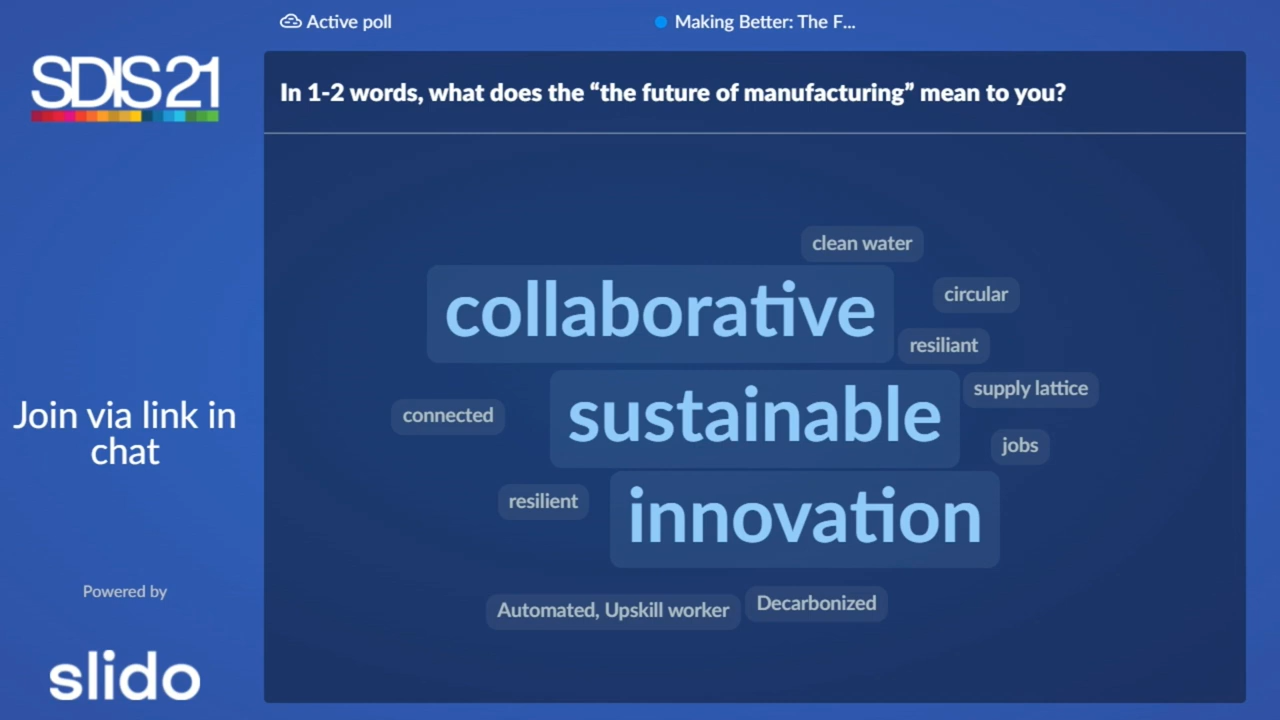 Active poll
Making Better: The F...
SDIS21
In 1-2 words, what does the “the future of manufacturing” mean to you?
clean water
collaborative
circular
resiliant
supply lattice
connected
sustainable
jobs
resilient
innovation
Automated, Upskill worker
Decarbonized
Join via link in
chat
Powered by
slido